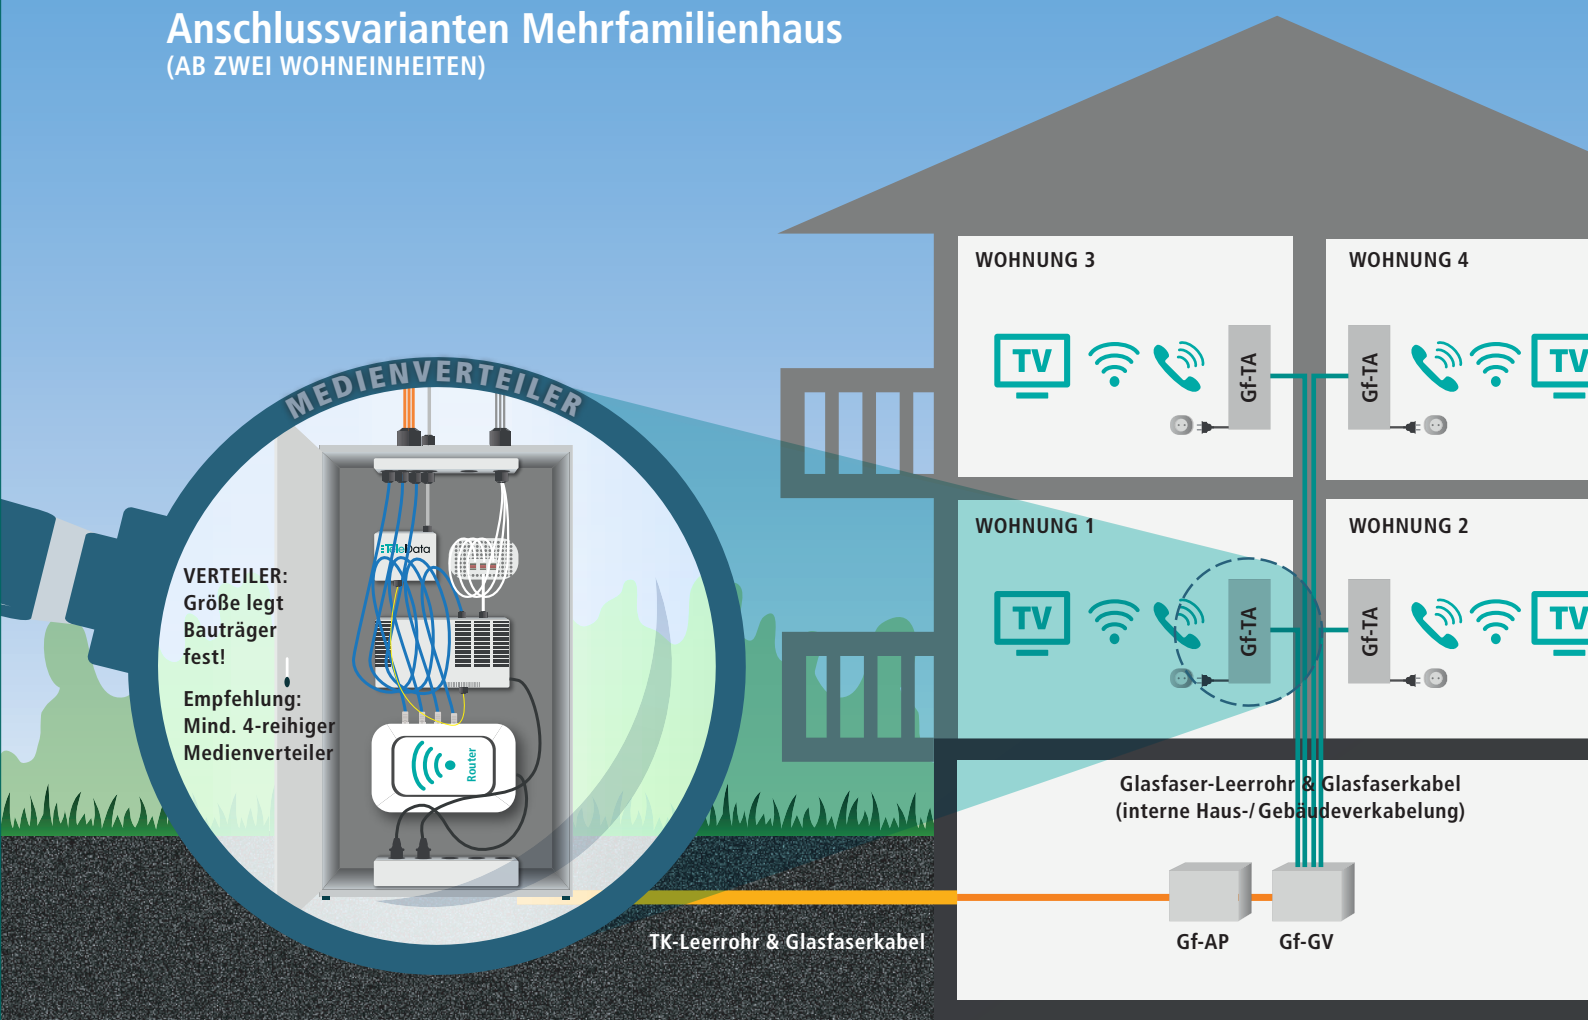 Anschlussvarianten Mehrfamilienhaus
(AB ZWEI WOHNEINHEITEN)
WOHNUNG 3
WOHNUNG 4
TV
Gf-TA
Gf-TA
TV
MEDIENVERTEILER
WOHNUNG 1
WOHNUNG 2
TeleData
VERTEILER:
Größe legt
Bauträger
fest!
Empfehlung:
Mind. 4-reihiger
Medienverteiler
Router
TV
Gf-TA
Gf-TA
TV
Glasfaser-Leerrohr & Glasfaserkabel
(interne Haus-/Gebäudeverkabelung)
TK-Leerrohr & Glasfaserkabel
Gf-AP
Gf-GV